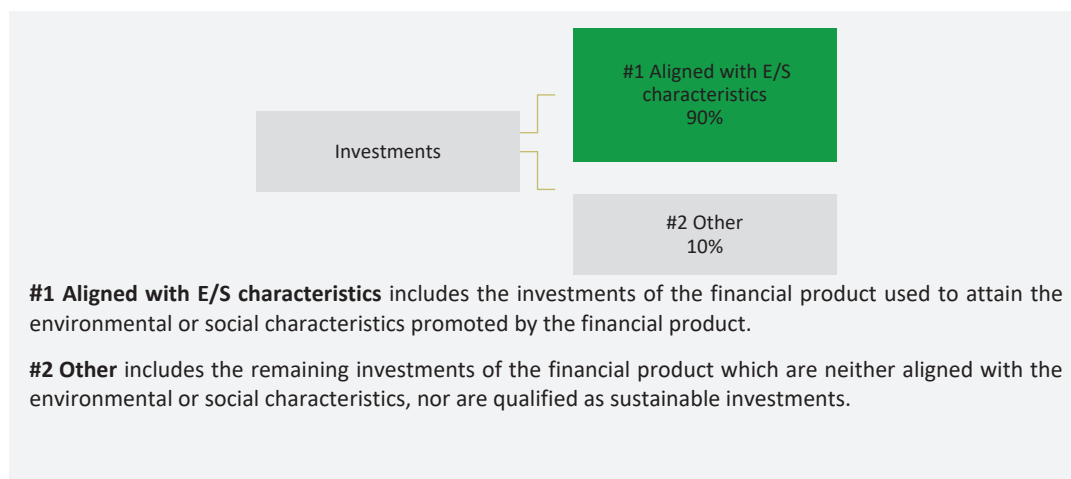 #1 Aligned with E/S
characteristics
90%
Investments
#2 Other
10%
#1 Aligned with E/S characteristics includes the investments of the financial product used to attain the
environmental or social characteristics promoted by the financial product.
#2 Other includes the remaining investments of the financial product which are neither aligned with the
environmental or social characteristics, nor are qualified as sustainable investments.